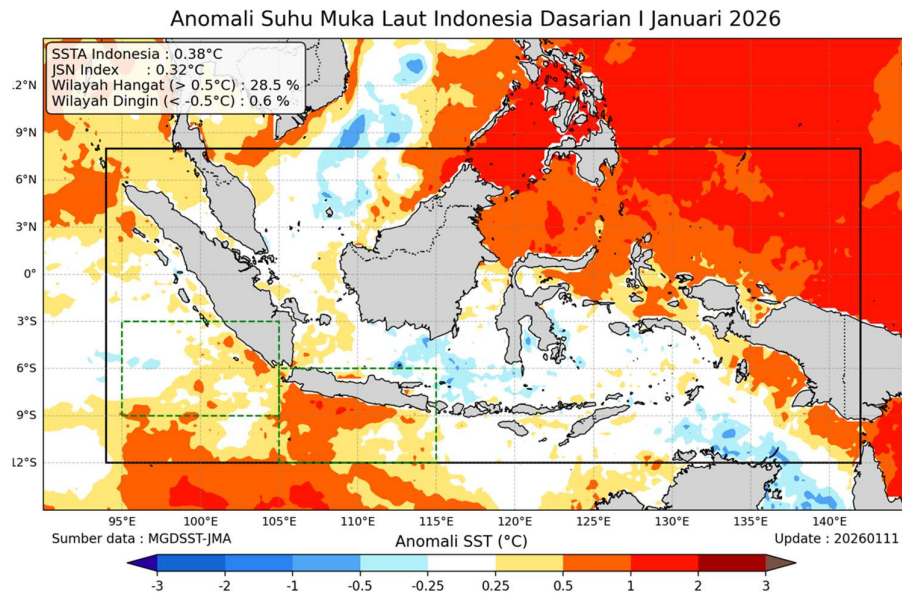 Anomali Suhu Muka Laut Indonesia Dasarian I Januari 2026
SSTA Indonesia : 0.38°C
JSN Index : 0.32°C
Wilayah Hangat (> 0.5°C) : 28.5 %
Wilayah Dingin (< -0.5°C) : 0.6 %
.2°N
9°N
6°N
3°N
0°
3°S
6°S
9°S
12°S
95°E 100°E 105°E 110°E 115°E 120°E 125°E 130°E 135°E 140°E
Sumber data : MGDSST-JMA Anomali SST (°C) Update : 20260111
-3 -2 -1 -0.5 -0.25 0.25 0.5 1 2 3